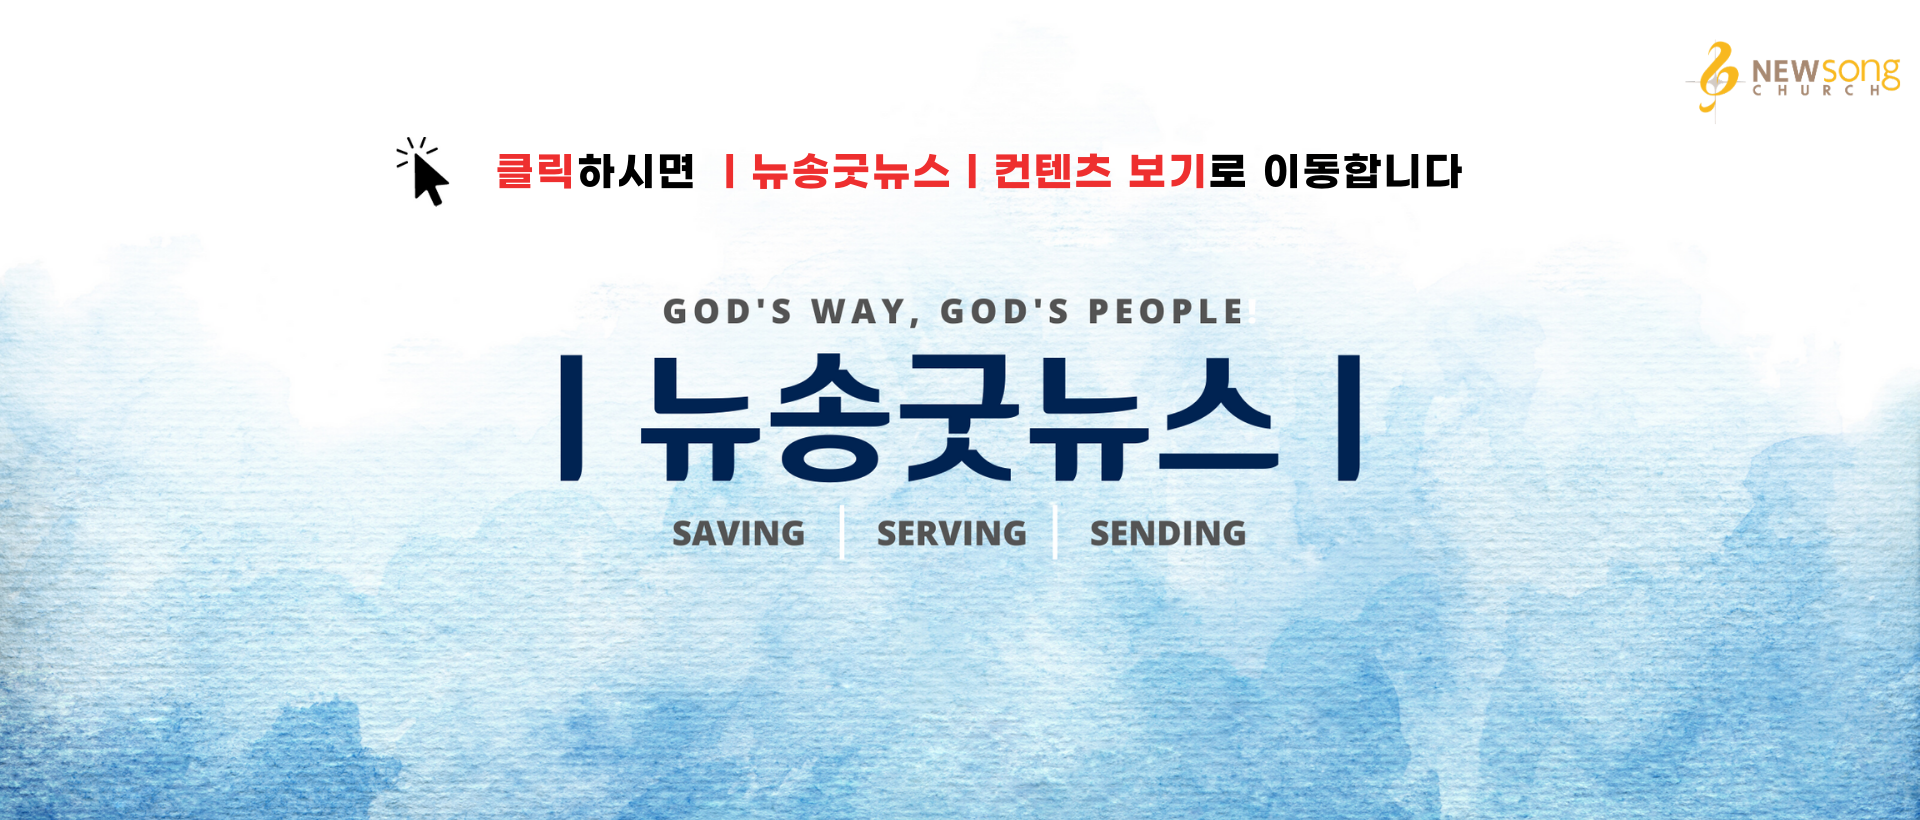 NEWsong
CHURCH
클릭하시면 ㅣ뉴송굿뉴스ㅣ컨텐츠 보기로 이동합니다
GOD'S WAY, GOD'S PEOPLE!
ㅣ뉴송굿뉴스ㅣ
SAVING | SERVING | SENDING